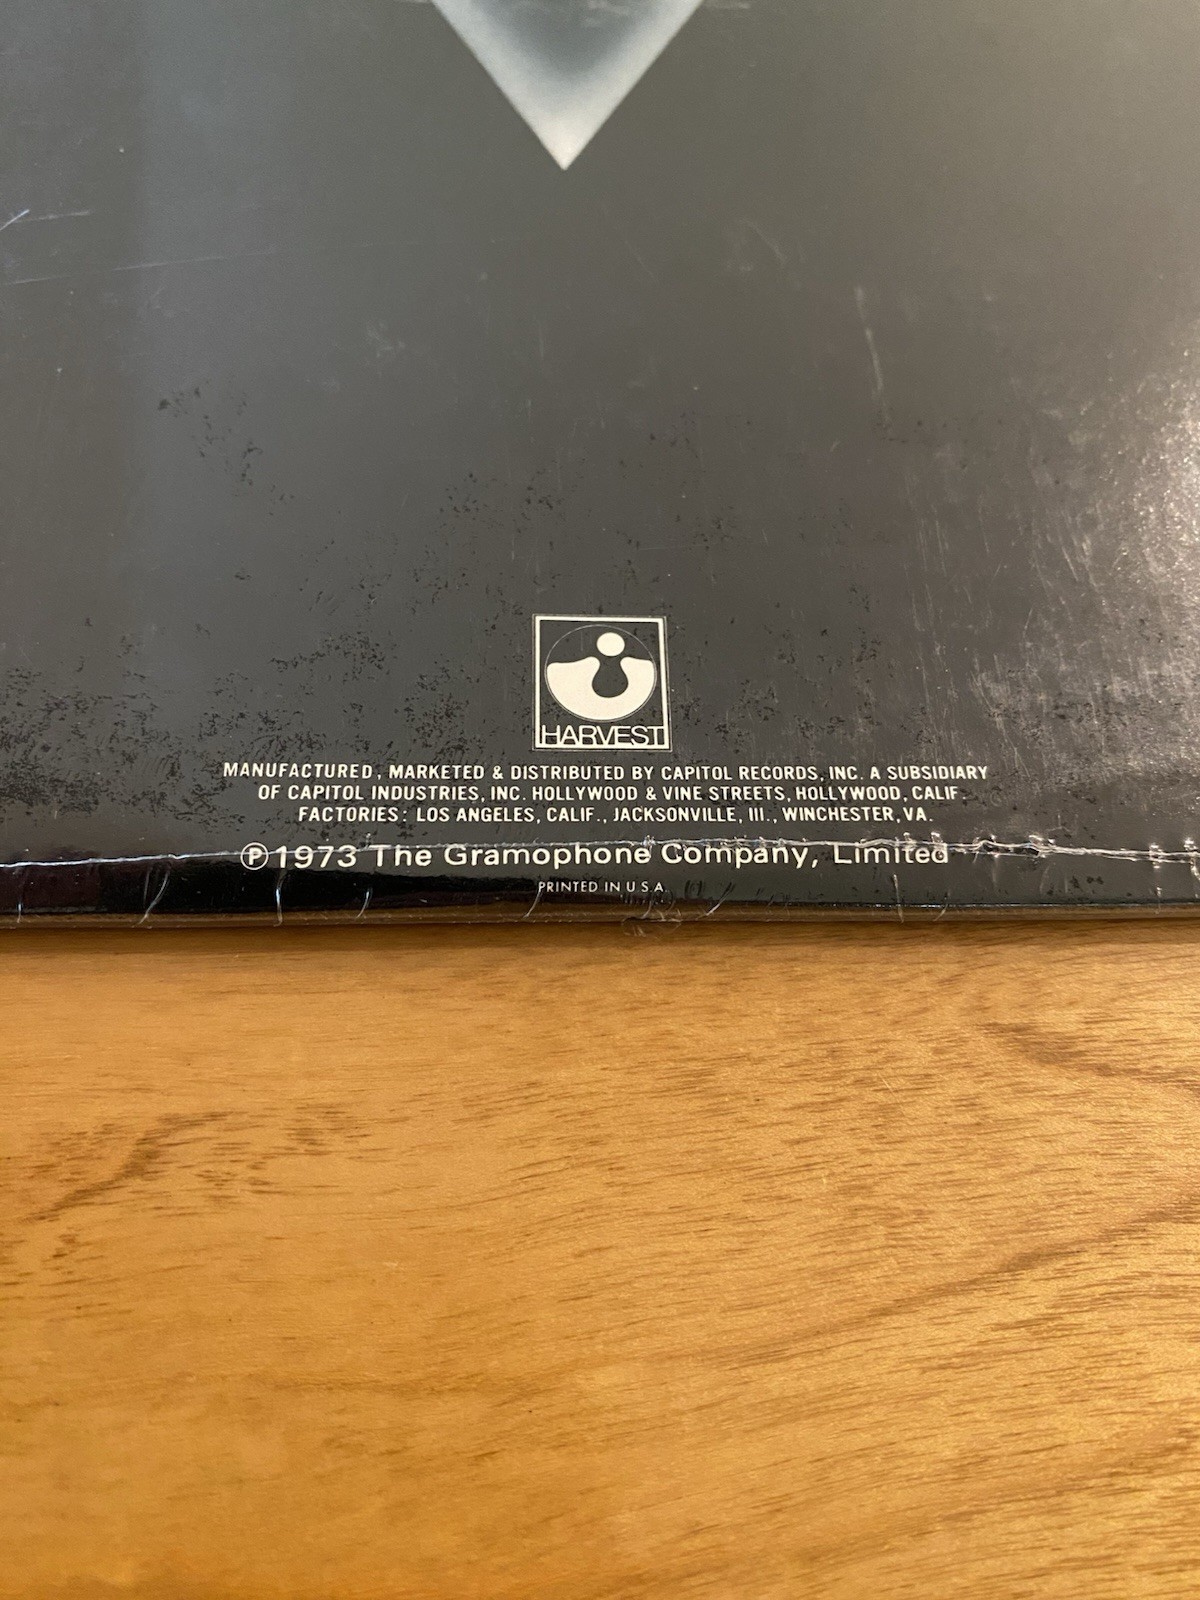 HARVEST
MANUFACTURED, MARKETED & DISTRIBUTED BY CAPITOL RECORDS, INC. A SUBSIDIARY
OF CAPITOL INDUSTRIES, INC. HOLLYWOOD & VINE STREETS, HOLLYWOOD, CALIF.
FACTORIES: LOS ANGELES, CALIF., JACKSONVILLE, Ill., WINCHESTER, VA.
℗ 1973 The Gramophone Company, Limited
PRINTED IN U.S.A.